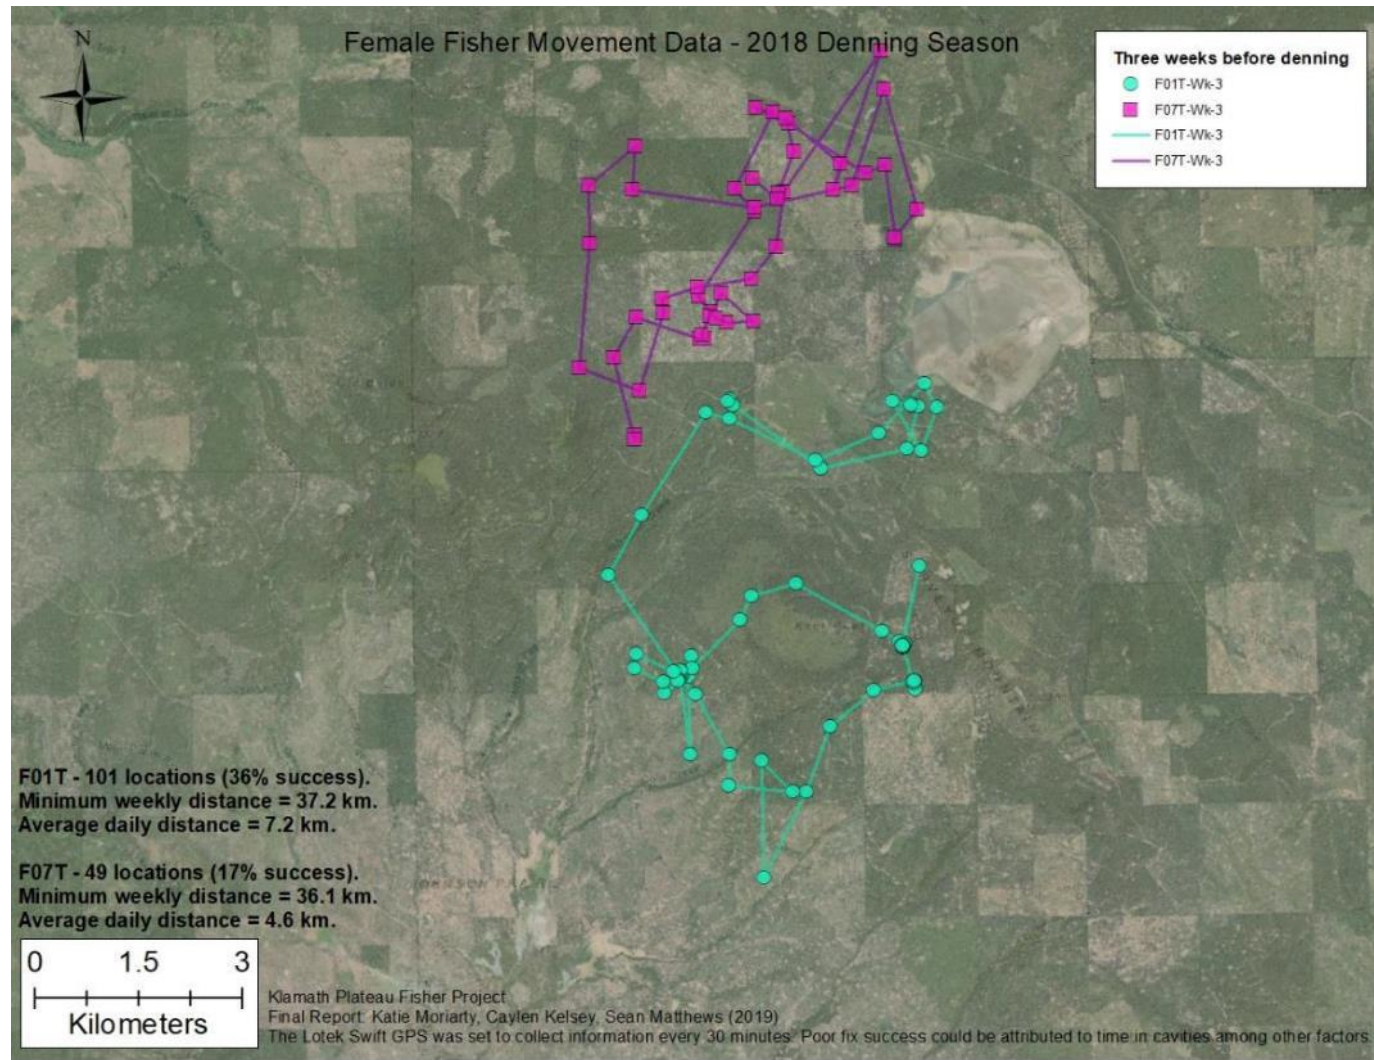 Female Fisher Movement Data - 2018 Denning Season
N
Three weeks before denning
F01T-Wk-3
F07T-Wk-3
F01T-Wk-3
F07T-Wk-3
F01T - 101 locations (36% success).
Minimum weekly distance = 37.2 km.
Average daily distance = 7.2 km.
F07T - 49 locations (17% success).
Minimum weekly distance = 36.1 km.
Average daily distance = 4.6 km.
0 1.5 3
Kilometers
Klamath Plateau Fisher Project
Final Report: Katie Moriarty, Caylen Kelsey, Sean Matthews (2019)
The Lotek Swift GPS was set to collect information every 30 minutes. Poor fix success could be attributed to time in cavities among other factors.